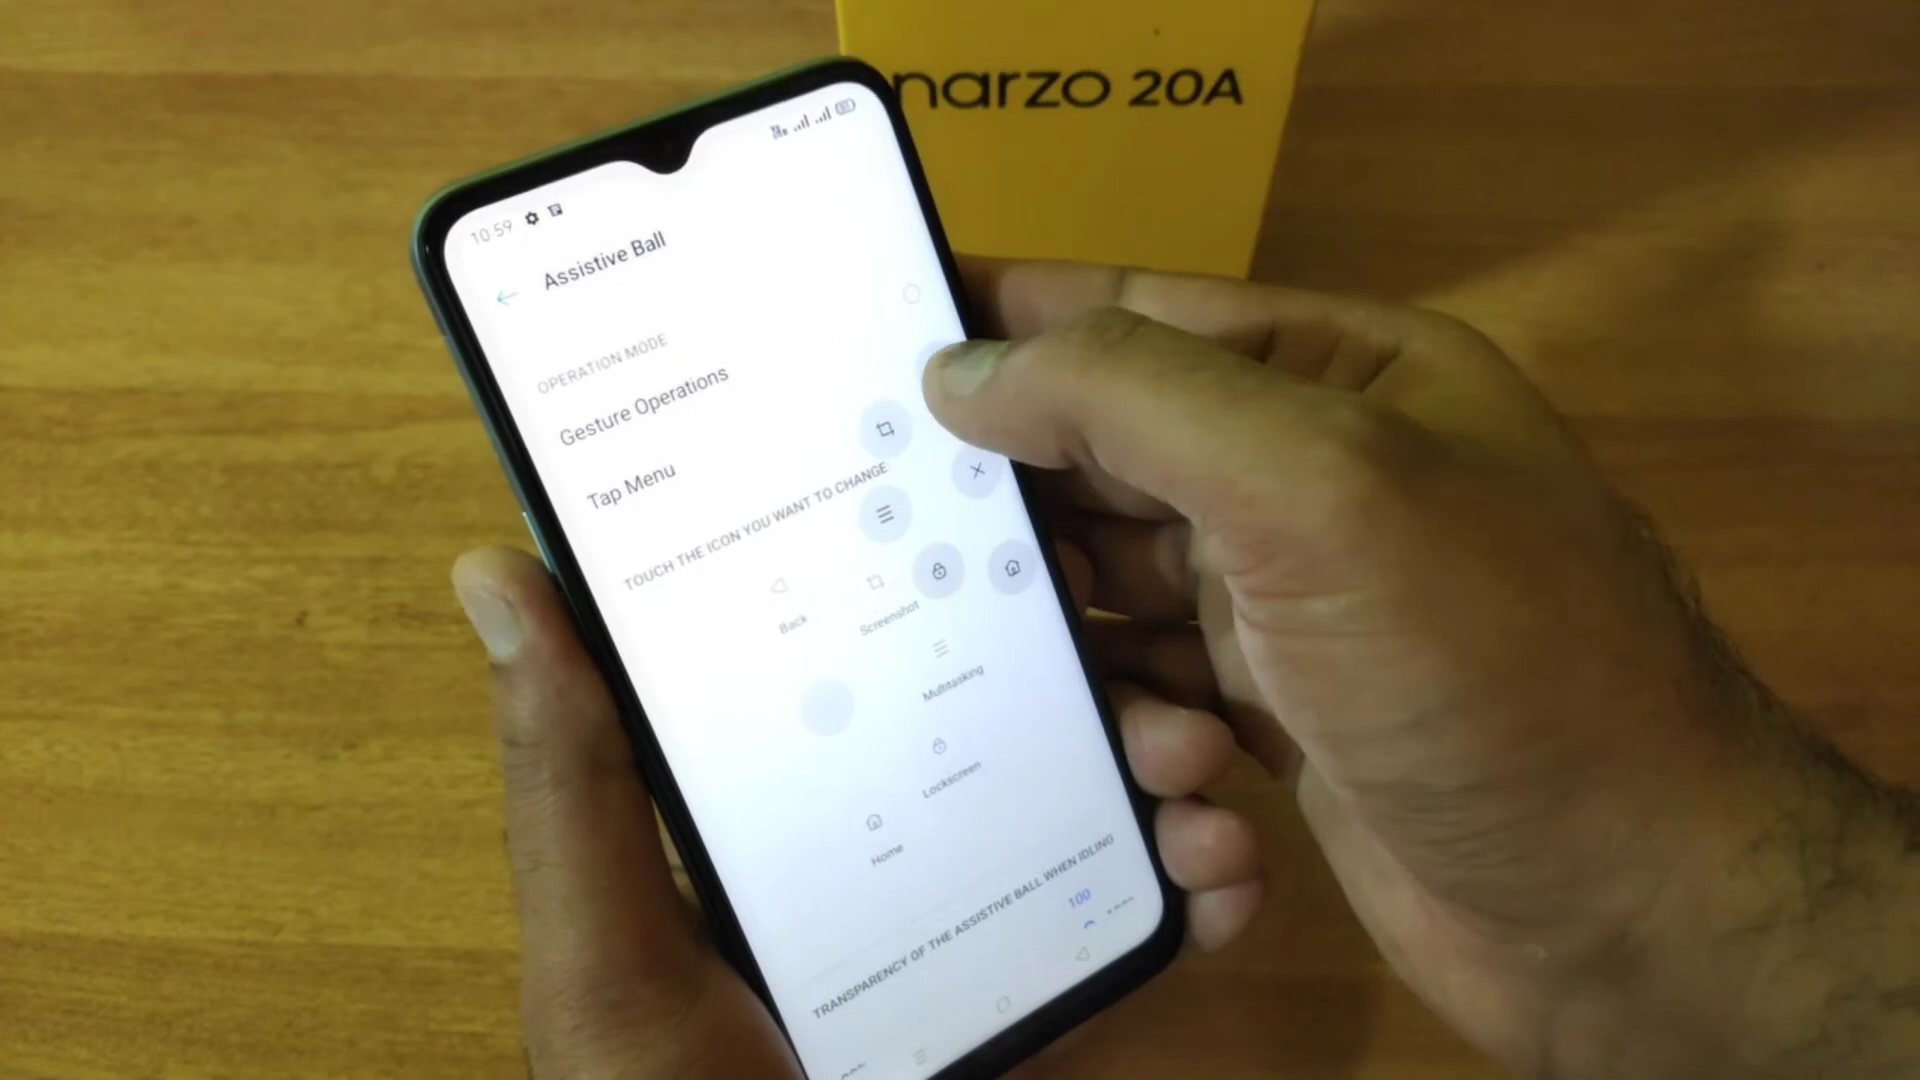 narzo 20A
10:59
Assistive Ball
OPERATION MODE
Gesture Operations
Tap Menu
TOUCH THE ICON YOU WANT TO CHANGE
Back
Screenshot
Multitasking
Lockscreen
Home
TRANSPARENCY OF THE ASSISTIVE BALL WHEN IDLING
100